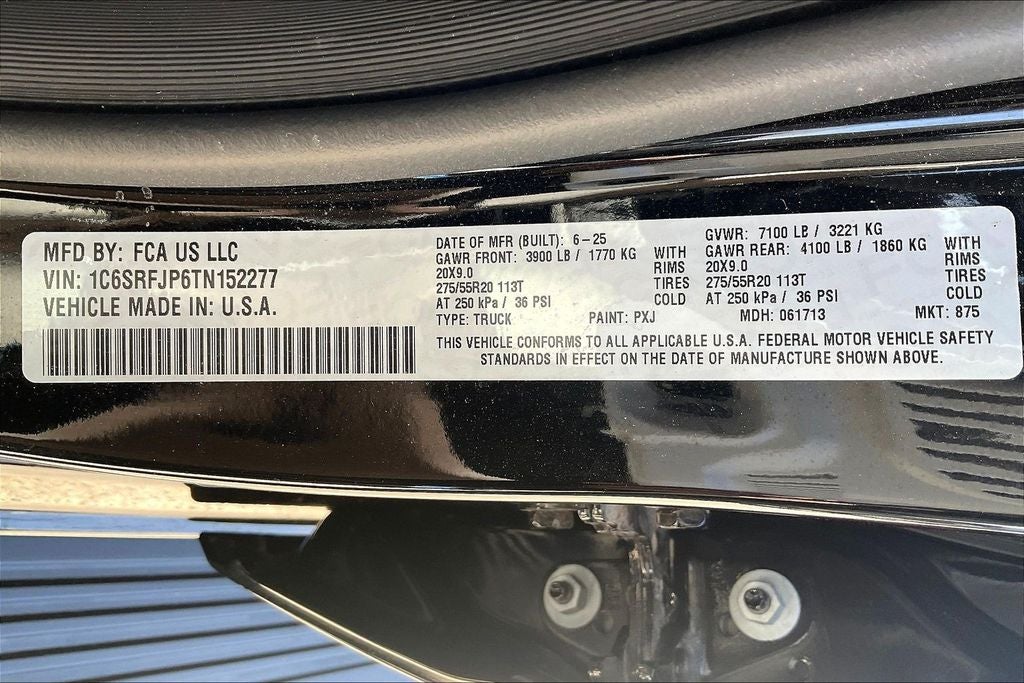 MFD BY: FCA US LLC
VIN: 1C6SRFJP6TN152277
VEHICLE MADE IN: U.S.A.
DATE OF MFR (BUILT): 6-25
GAWR FRONT: 3900 LB / 1770 KG WITH
20X9.0 RIMS
275/55R20 113T TIRES
AT 250 kPa / 36 PSI COLD
TYPE: TRUCK PAINT: PXJ
GVWR: 7100 LB / 3221 KG
GAWR REAR: 4100 LB / 1860 KG WITH
20X9.0 RIMS
275/55R20 113T TIRES
AT 250 kPa / 36 PSI COLD
MDH: 061713 MKT: 875
THIS VEHICLE CONFORMS TO ALL APPLICABLE U.S.A. FEDERAL MOTOR VEHICLE SAFETY
STANDARDS IN EFFECT ON THE DATE OF MANUFACTURE SHOWN ABOVE.